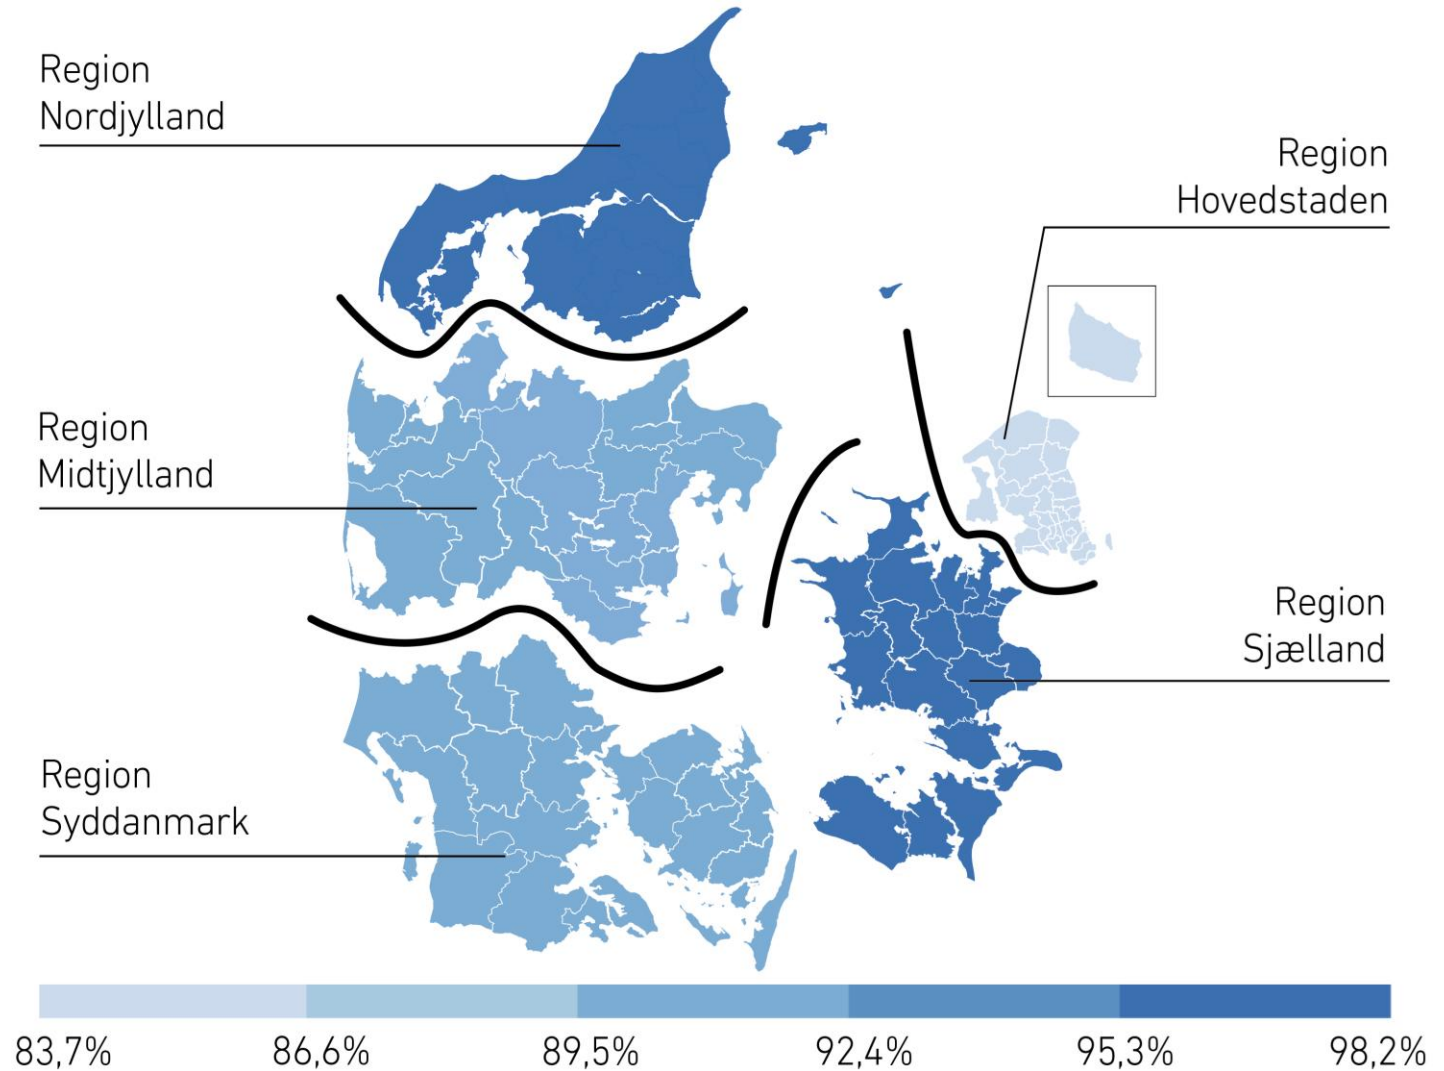 Region
Nordjylland
Region
Hovedstaden
Region
Midtjylland
Region
Sjælland
Region
Syddanmark
83,7%
86,6%
89,5%
92,4%
95,3%
98,2%